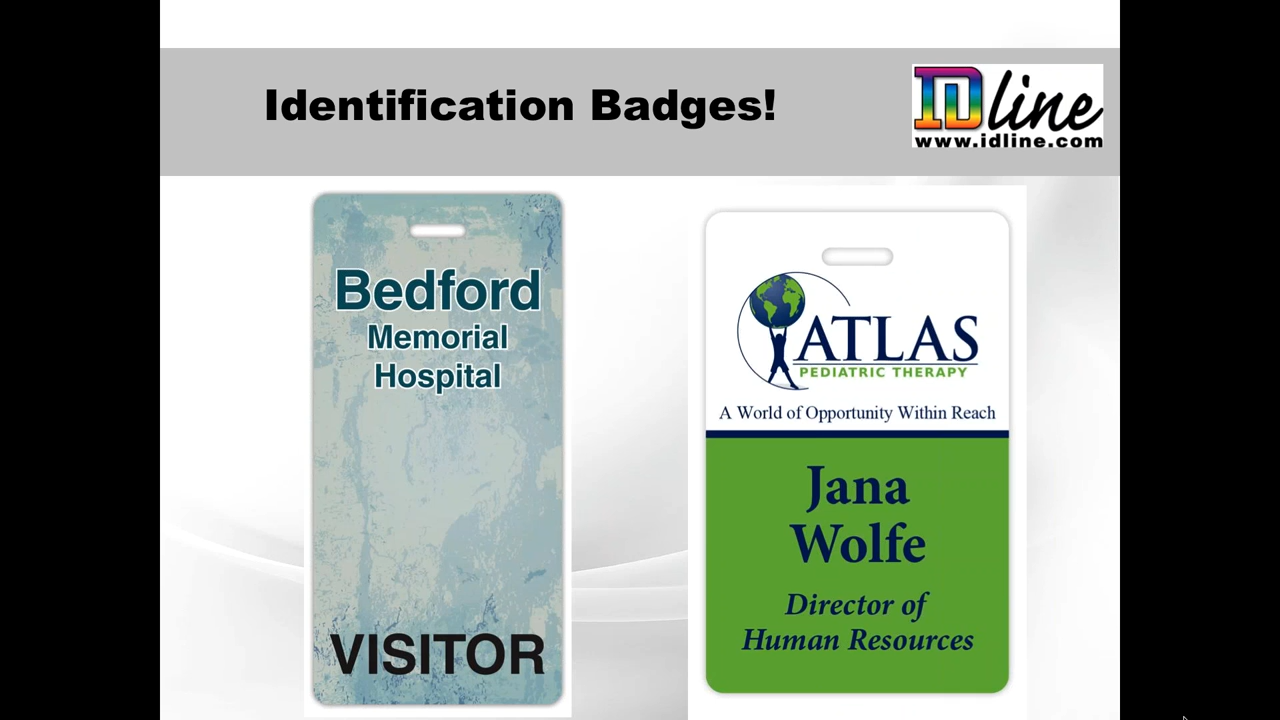 Identification Badges!
IDline
www.idline.com
Bedford
Memorial
Hospital
VISITOR
ATLAS
PEDIATRIC THERAPY
A World of Opportunity Within Reach
Jana
Wolfe
Director of
Human Resources